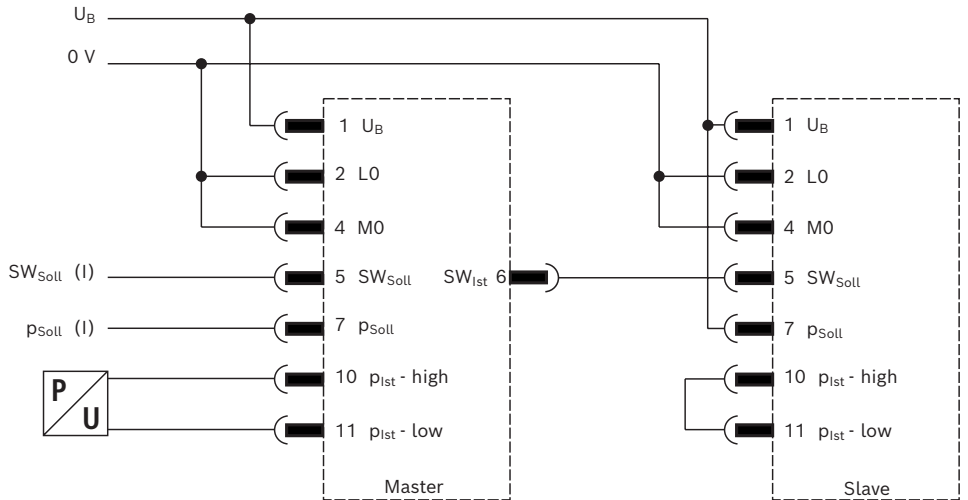 U_B
0 V
1 U_B
2 L0
4 M0
SW_Soll (I)
5 SW_Soll
SW_Ist 6
p_Soll (I)
7 p_Soll
P
U
10 p_Ist - high
11 p_Ist - low
Master
1 U_B
2 L0
4 M0
5 SW_Soll
7 p_Soll
10 p_Ist - high
11 p_Ist - low
Slave